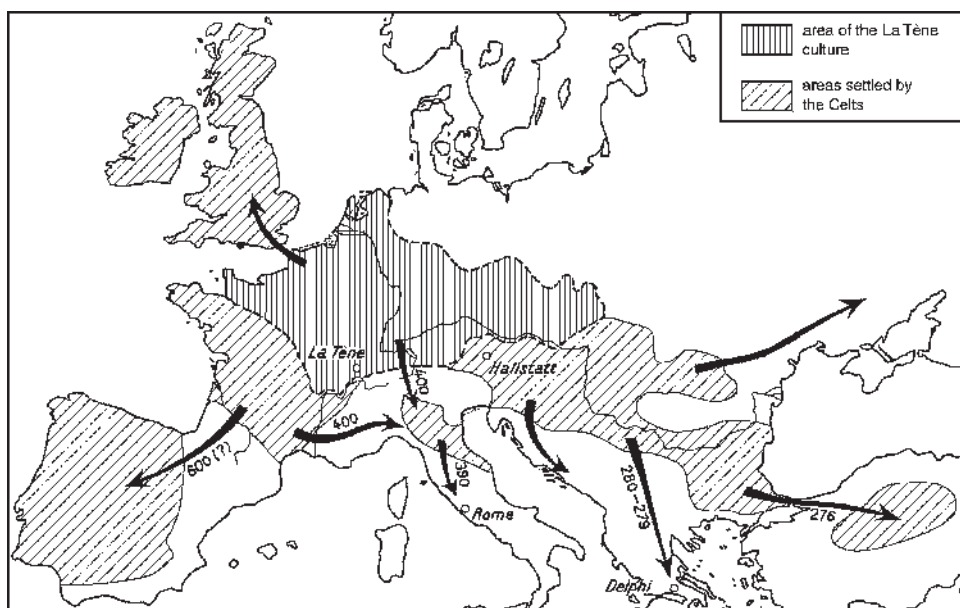 area of the La Tène
culture
areas settled by
the Celts
La Tène
Hallstatt
400
400
600 (?)
390
Rome
280-279
276
Delphi